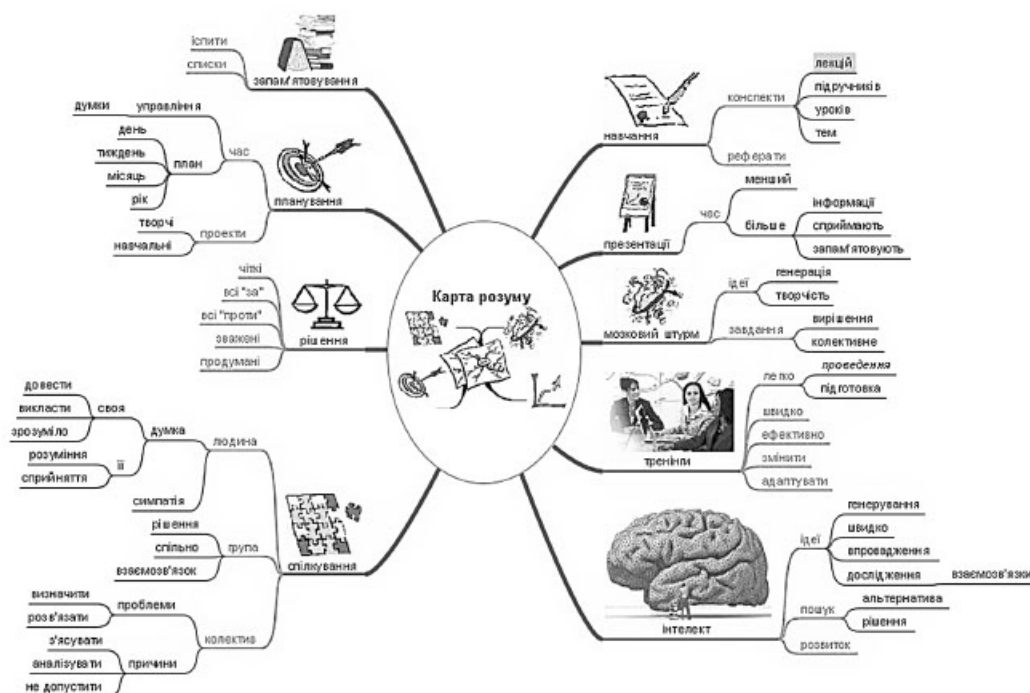 Карта розуму
іспити
списки
запам'ятовування
думки
управління
день
тиждень
місяць
рік
план
час
творчі
навчальні
проекти
планування
чіткі
всі "за"
всі "проти"
зважені
продумані
рішення
довести
викласти
зрозуміло
своя
розуміння
сприйняття
її
думка
симпатія
людина
рішення
спільно
взаємозв'язок
група
визначити
розв'язати
проблеми
з'ясувати
аналізувати
не допустити
причини
колектив
спілкування
навчання
конспекти
лекцій
підручників
уроків
тем
реферати
презентації
час
менший
більше
інформації
сприймають
запам'ятовують
мозковий штурм
ідеї
генерація
творчість
завдання
вирішення
колективне
тренінги
легко
проведення
підготовка
швидко
ефективно
змінити
адаптувати
інтелект
ідеї
генерування
швидко
впровадження
дослідження
взаємозв'язки
пошук
альтернатива
рішення
розвиток